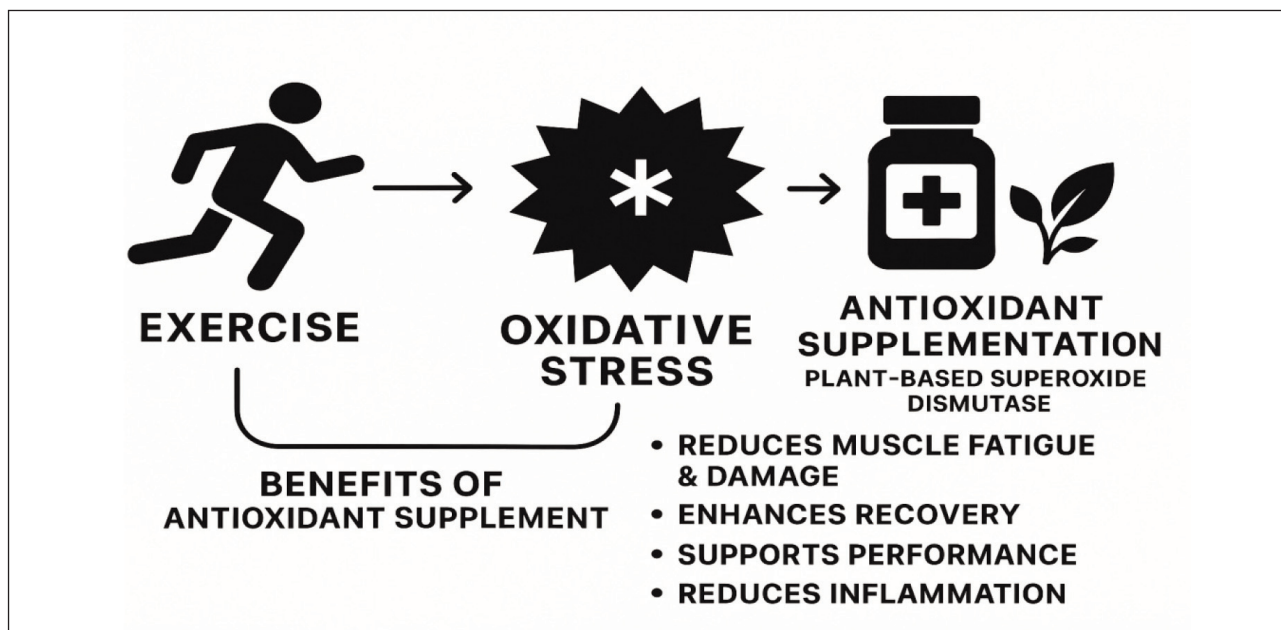 EXERCISE
OXIDATIVE
STRESS
ANTIOXIDANT
SUPPLEMENTATION
PLANT-BASED SUPEROXIDE
DISMUTASE
BENEFITS OF
ANTIOXIDANT SUPPLEMENT
• REDUCES MUSCLE FATIGUE
& DAMAGE
• ENHANCES RECOVERY
• SUPPORTS PERFORMANCE
• REDUCES INFLAMMATION